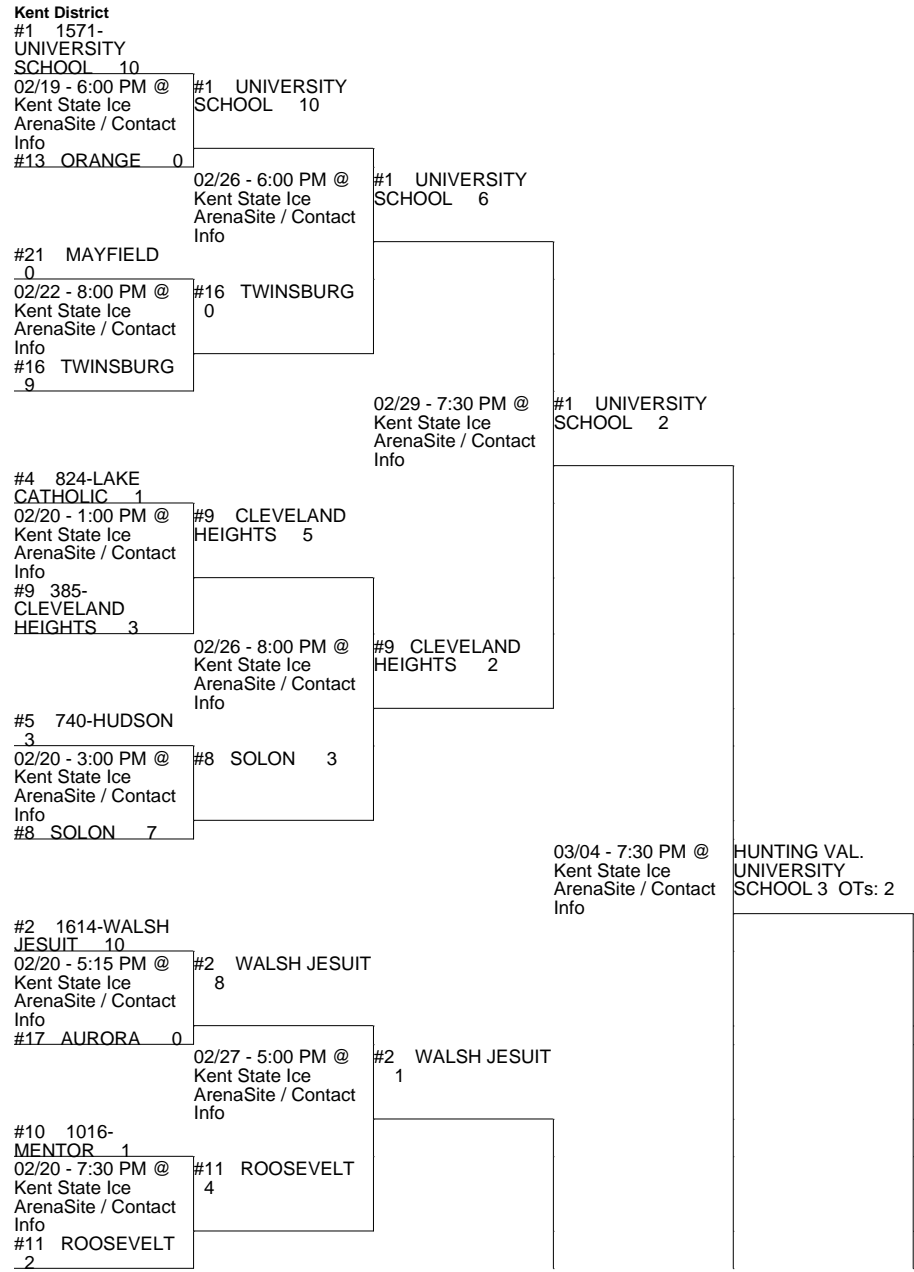 Kent District
#1 1571-
UNIVERSITY
SCHOOL 10
02/19 - 6:00 PM @
Kent State Ice
ArenaSite / Contact
Info
#13 ORANGE 0
#1 UNIVERSITY
SCHOOL 10
02/26 - 6:00 PM @
Kent State Ice
ArenaSite / Contact
Info
#1 UNIVERSITY
SCHOOL 6
#21 MAYFIELD
0
02/22 - 8:00 PM @
Kent State Ice
ArenaSite / Contact
Info
#16 TWINSBURG
9
#16 TWINSBURG
0
02/29 - 7:30 PM @
Kent State Ice
ArenaSite / Contact
Info
#1 UNIVERSITY
SCHOOL 2
#4 824-LAKE
CATHOLIC 1
02/20 - 1:00 PM @
Kent State Ice
ArenaSite / Contact
Info
#9 385-
CLEVELAND
HEIGHTS 3
#9 CLEVELAND
HEIGHTS 5
02/26 - 8:00 PM @
Kent State Ice
ArenaSite / Contact
Info
#9 CLEVELAND
HEIGHTS 2
#5 740-HUDSON
3
02/20 - 3:00 PM @
Kent State Ice
ArenaSite / Contact
Info
#8 SOLON 7
#8 SOLON 3
03/04 - 7:30 PM @
Kent State Ice
ArenaSite / Contact
Info
HUNTING VAL.
UNIVERSITY
SCHOOL 3 OTs: 2
#2 1614-WALSH
JESUIT 10
02/20 - 5:15 PM @
Kent State Ice
ArenaSite / Contact
Info
#17 AURORA 0
#2 WALSH JESUIT
8
02/27 - 5:00 PM @
Kent State Ice
ArenaSite / Contact
Info
#2 WALSH JESUIT
1
#10 1016-
MENTOR 1
02/20 - 7:30 PM @
Kent State Ice
ArenaSite / Contact
Info
#11 ROOSEVELT
2
#11 ROOSEVELT
4